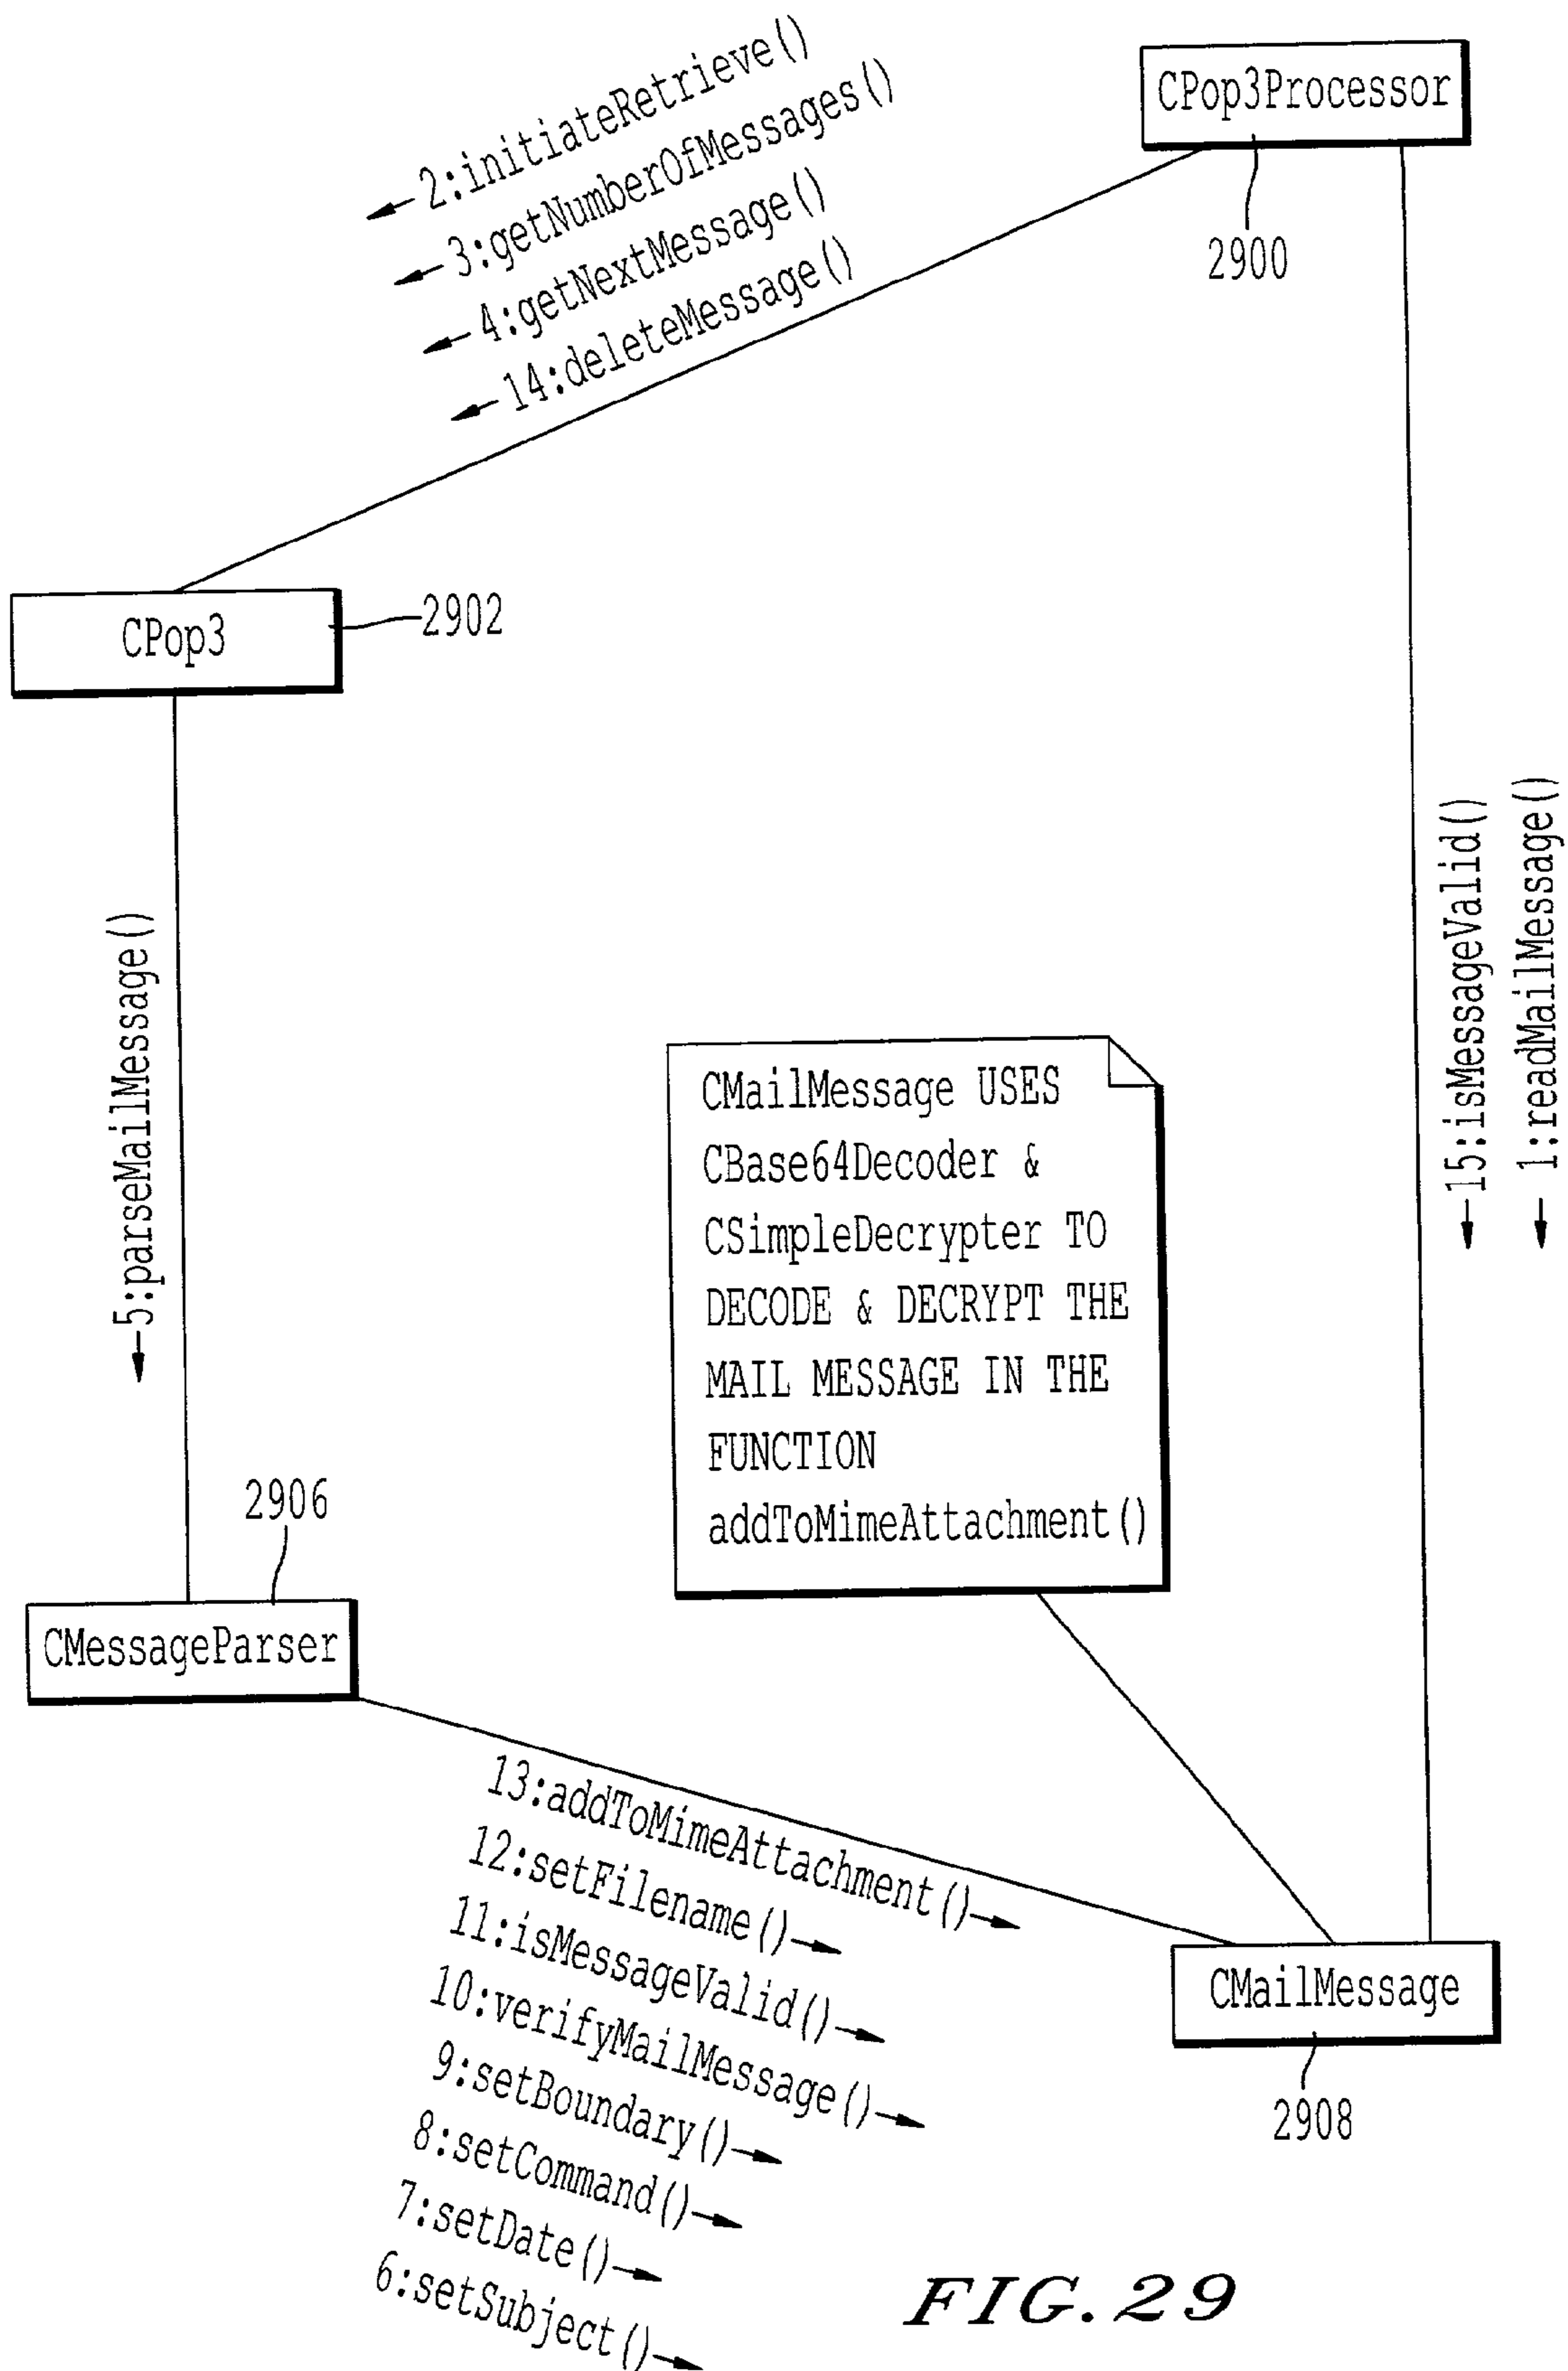 CPop3Processor
2900
2:initiateRetrieve()
3:getNumberOfMessages()
4:getNextMessage()
14:deleteMessage()
CPop3
2902
5:parseMailMessage()
15:isMessageValid()
1:readMailMessage()
CMailMessage USES
CBase64Decoder &
CSimpleDecrypter TO
DECODE & DECRYPT THE
MAIL MESSAGE IN THE
FUNCTION
addToMimeAttachment()
2906
CMessageParser
13:addToMimeAttachment()
12:setFilename()
11:isMessageValid()
10:verifyMailMessage()
9:setBoundary()
8:setCommand()
7:setDate()
6:setSubject()
CMailMessage
2908
FIG. 29